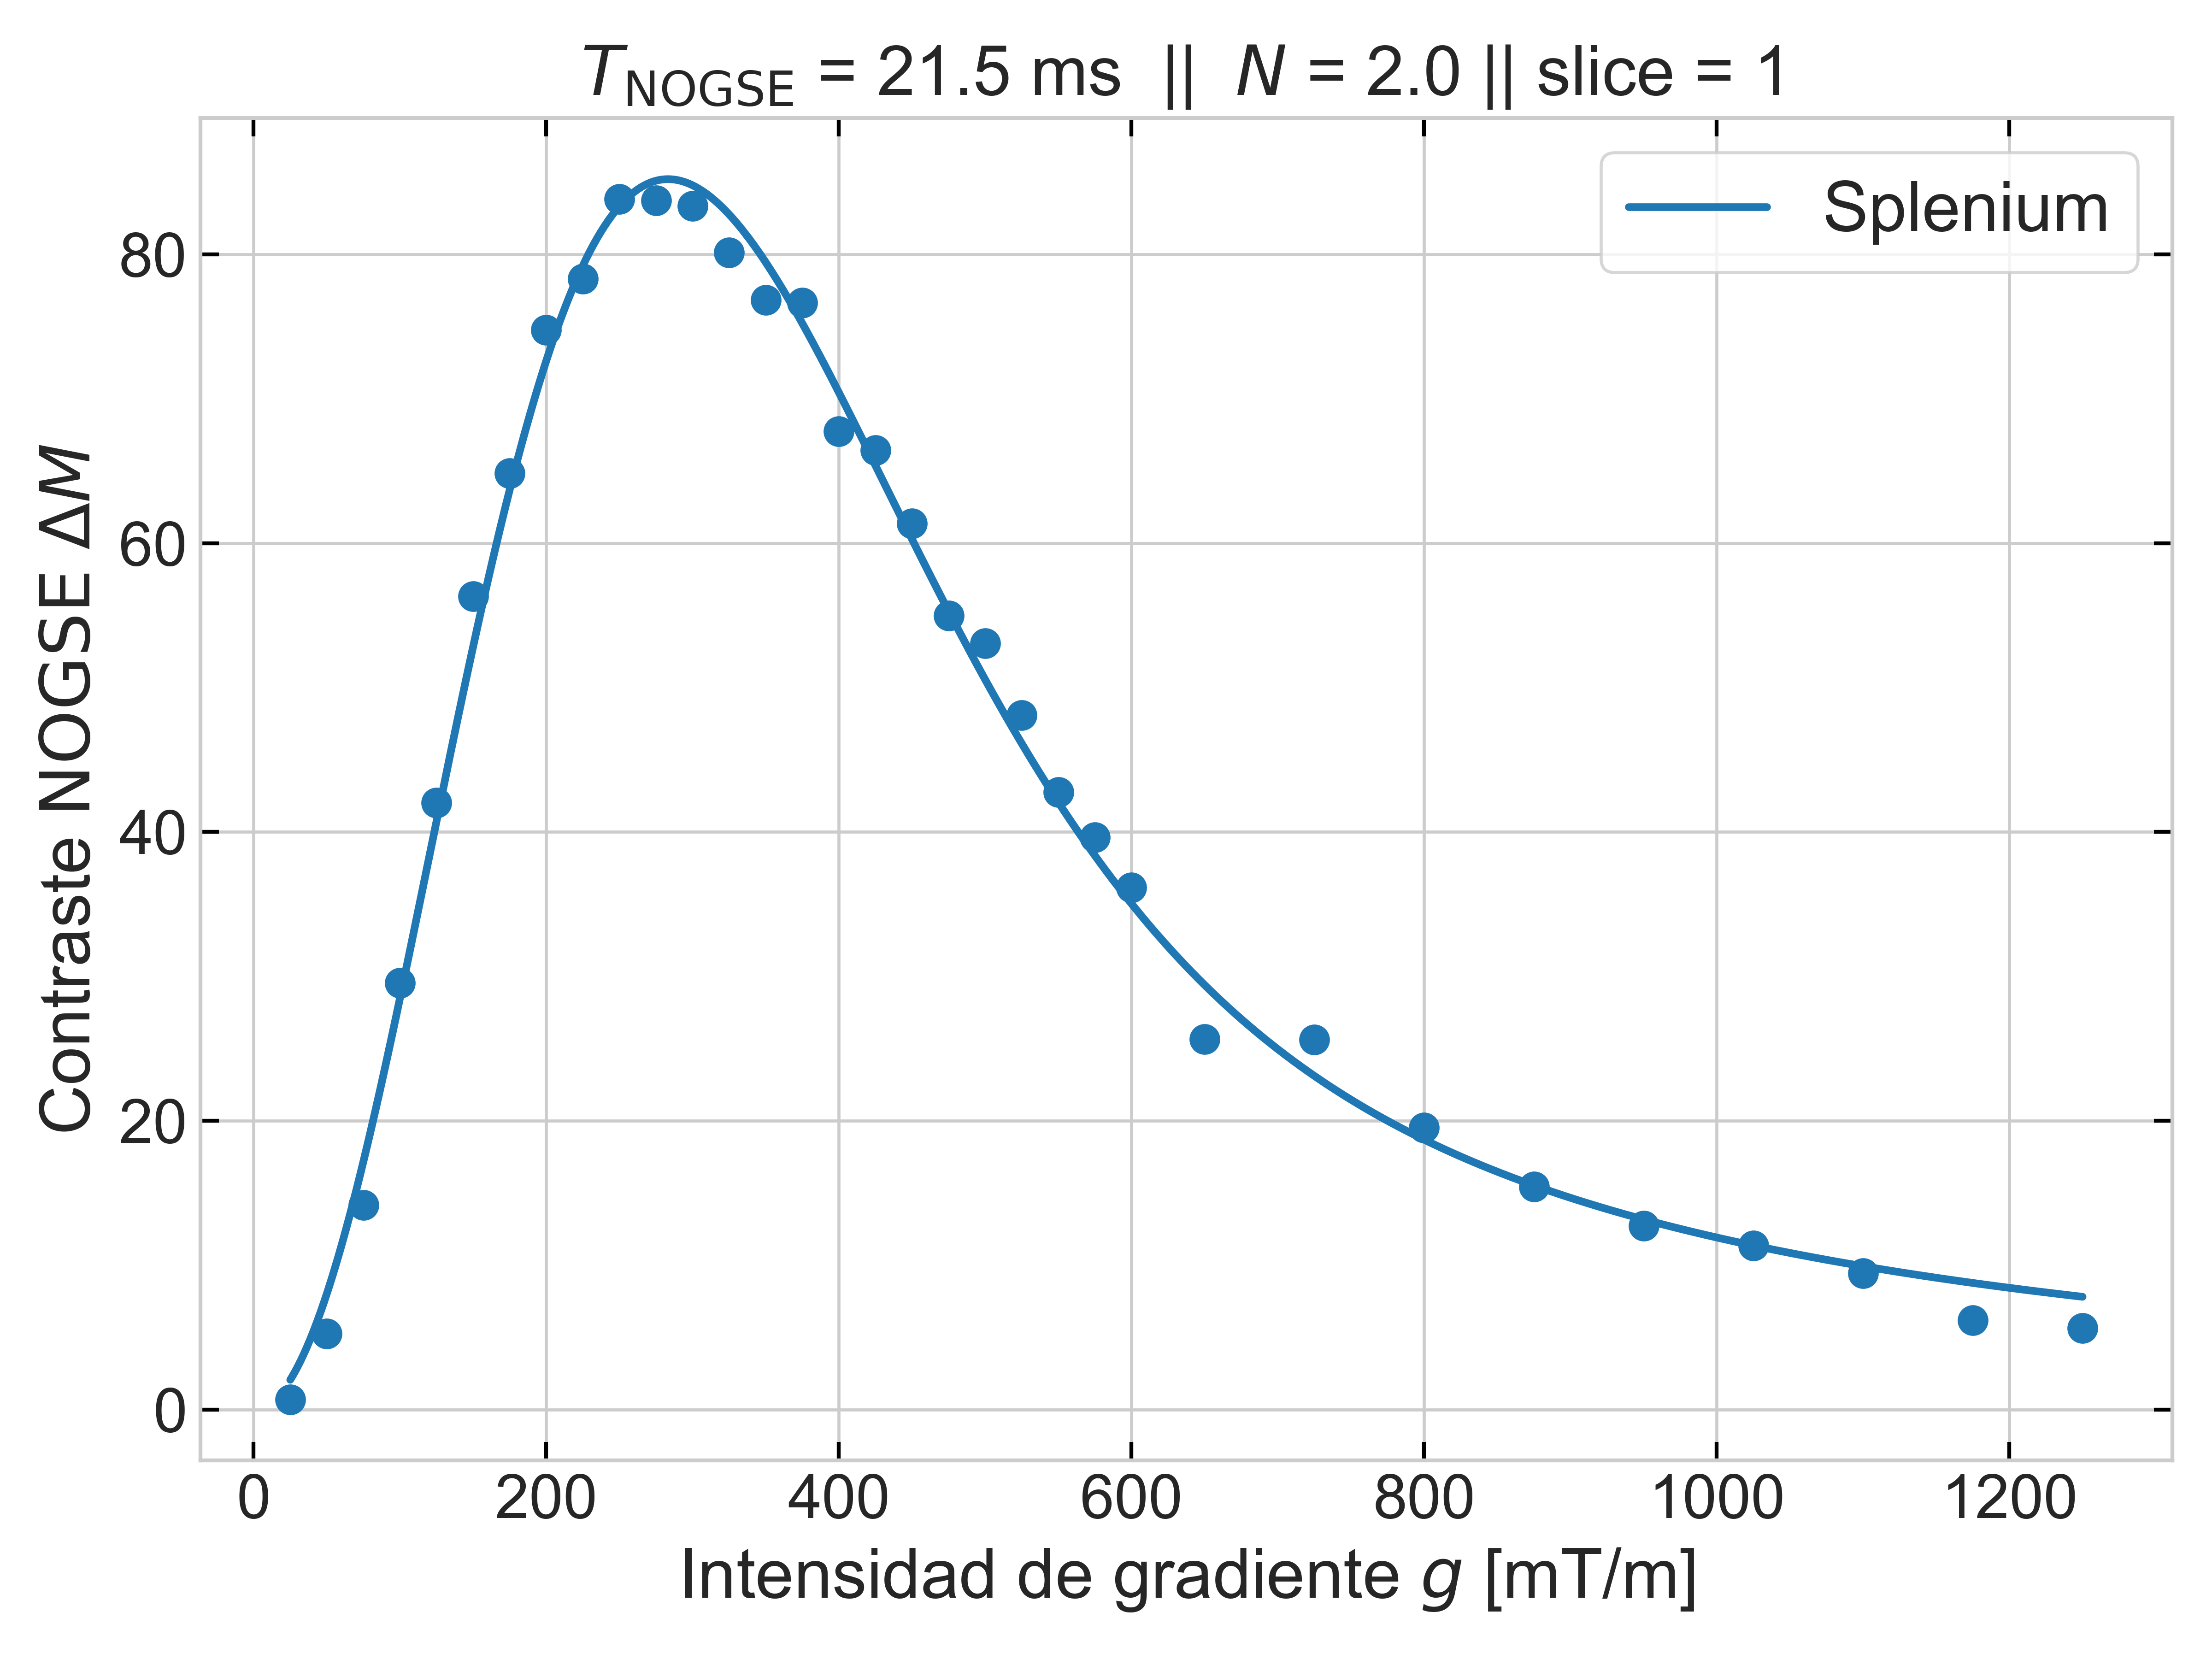 T_NOGSE = 21.5 ms || N = 2.0 || slice = 1
Splenium
Contraste NOGSE ΔM
80
60
40
20
0
0 200 400 600 800 1000 1200
Intensidad de gradiente g [mT/m]